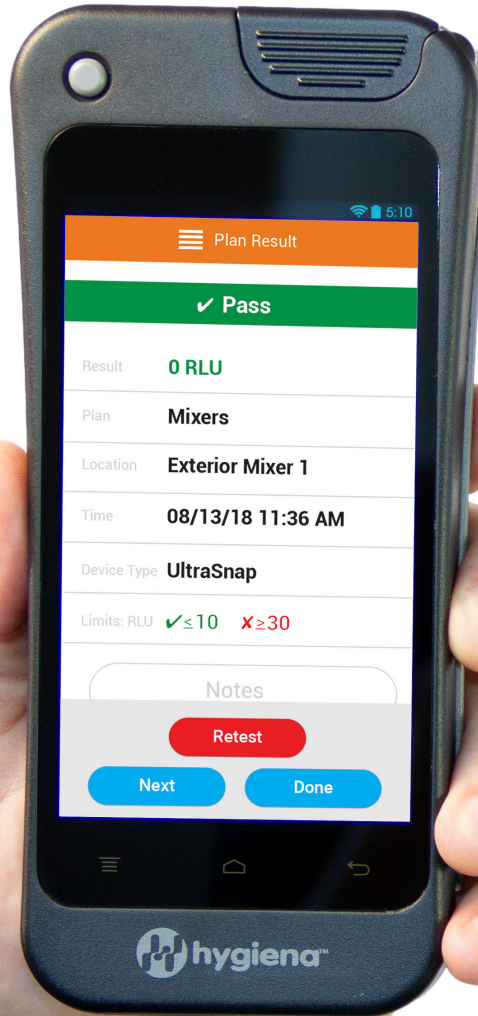 5:10
Plan Result
✔ Pass
Result 0 RLU
Plan Mixers
Location Exterior Mixer 1
Time 08/13/18 11:36 AM
Device Type UltraSnap
Limits: RLU ✔≤10 ✘≥30
Notes
Retest
Next Done
hygiena™